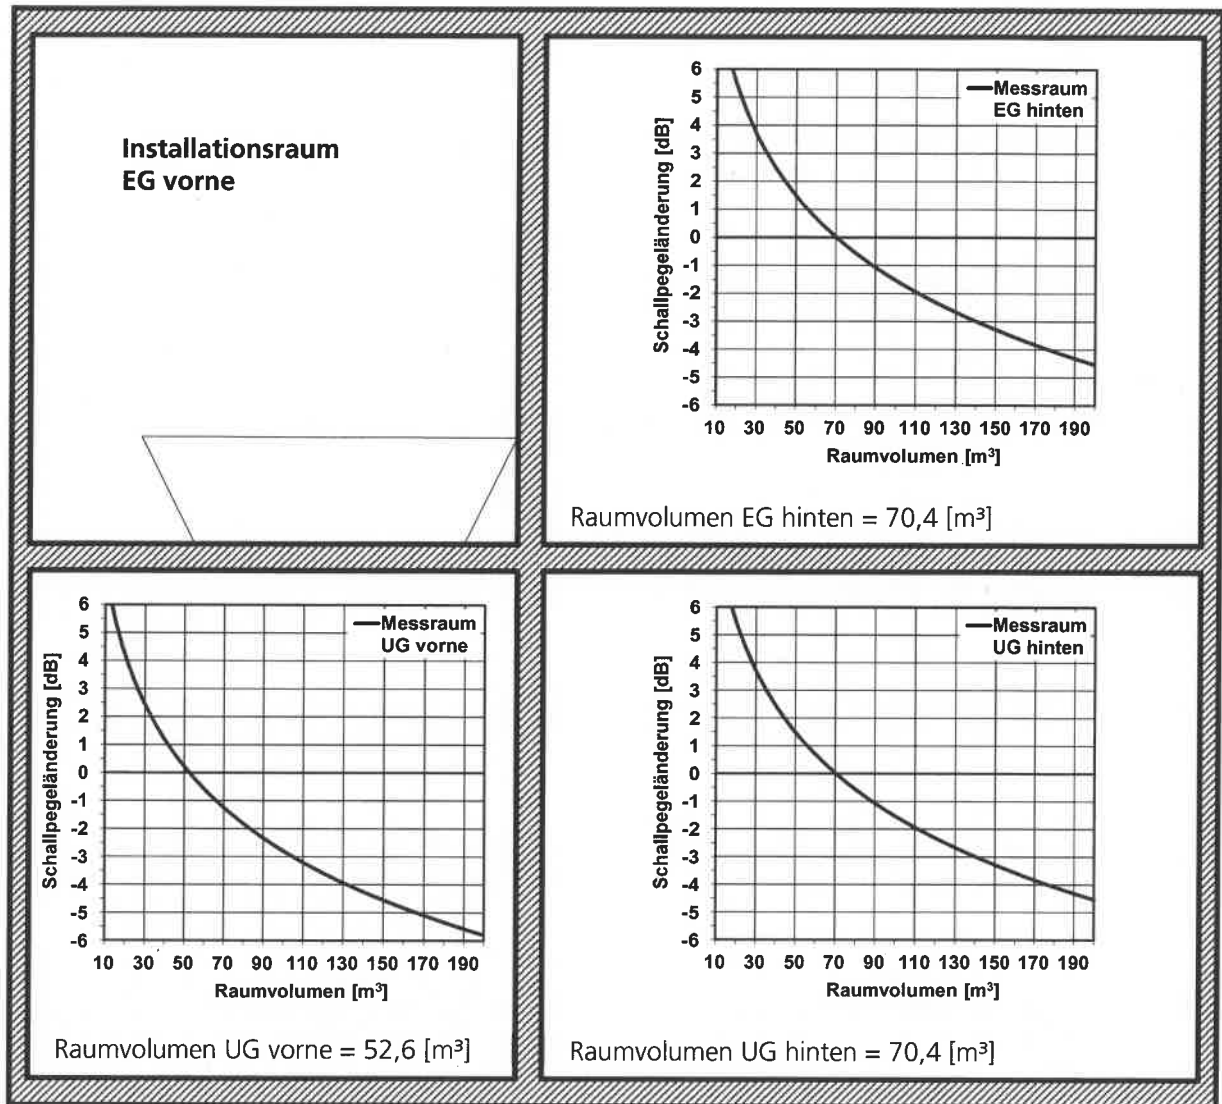 Installationsraum
EG vorne
Schallpegeländerung [dB]
6
5
4
3
2
1
0
-1
-2
-3
-4
-5
-6
Messraum
EG hinten
10 30 50 70 90 110 130 150 170 190
Raumvolumen [m³]
Raumvolumen EG hinten = 70,4 [m³]
Schallpegeländerung [dB]
6
5
4
3
2
1
0
-1
-2
-3
-4
-5
-6
Messraum
UG vorne
10 30 50 70 90 110 130 150 170 190
Raumvolumen [m³]
Raumvolumen UG vorne = 52,6 [m³]
Schallpegeländerung [dB]
6
5
4
3
2
1
0
-1
-2
-3
-4
-5
-6
Messraum
UG hinten
10 30 50 70 90 110 130 150 170 190
Raumvolumen [m³]
Raumvolumen UG hinten = 70,4 [m³]